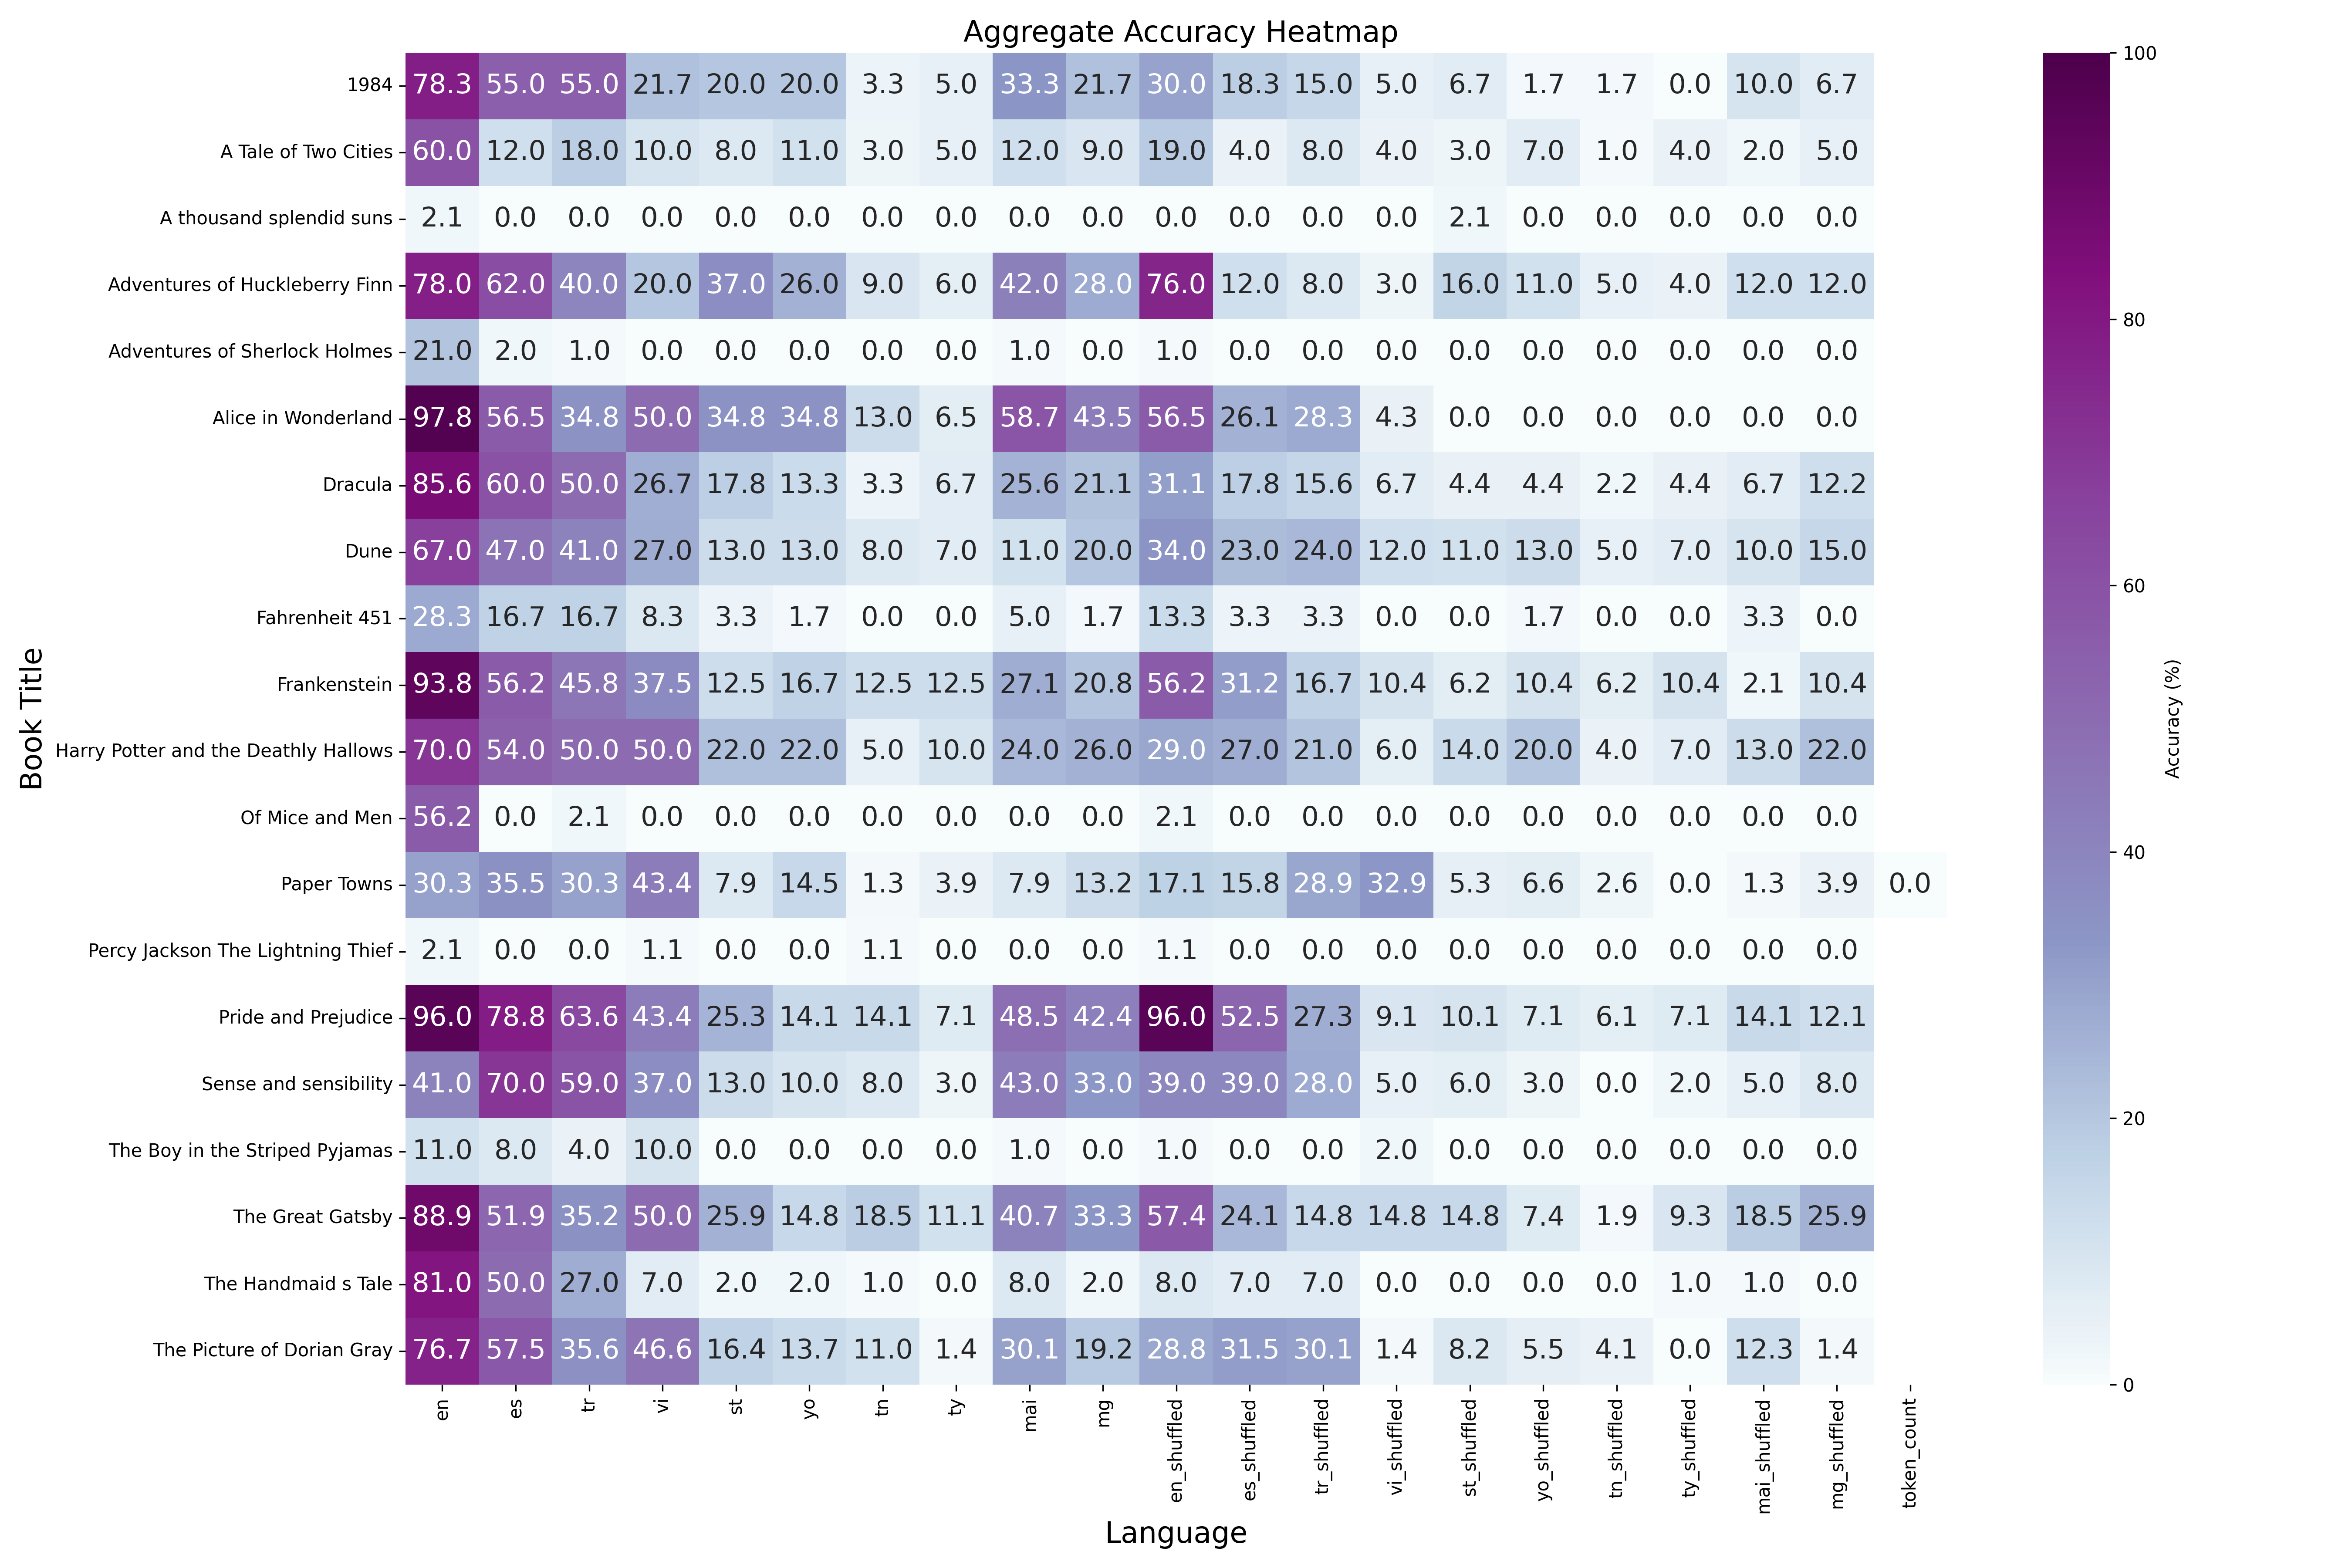 Aggregate Accuracy Heatmap
Book Title
1984 78.3 55.0 55.0 21.7 20.0 20.0 3.3 5.0 33.3 21.7 30.0 18.3 15.0 5.0 6.7 1.7 1.7 0.0 10.0 6.7
A Tale of Two Cities 60.0 12.0 18.0 10.0 8.0 11.0 3.0 5.0 12.0 9.0 19.0 4.0 8.0 4.0 3.0 7.0 1.0 4.0 2.0 5.0
A thousand splendid suns 2.1 0.0 0.0 0.0 0.0 0.0 0.0 0.0 0.0 0.0 0.0 0.0 0.0 0.0 2.1 0.0 0.0 0.0 0.0 0.0
Adventures of Huckleberry Finn 78.0 62.0 40.0 20.0 37.0 26.0 9.0 6.0 42.0 28.0 76.0 12.0 8.0 3.0 16.0 11.0 5.0 4.0 12.0 12.0
Adventures of Sherlock Holmes 21.0 2.0 1.0 0.0 0.0 0.0 0.0 0.0 1.0 0.0 1.0 0.0 0.0 0.0 0.0 0.0 0.0 0.0 0.0 0.0
Alice in Wonderland 97.8 56.5 34.8 50.0 34.8 34.8 13.0 6.5 58.7 43.5 56.5 26.1 28.3 4.3 0.0 0.0 0.0 0.0 0.0 0.0
Dracula 85.6 60.0 50.0 26.7 17.8 13.3 3.3 6.7 25.6 21.1 31.1 17.8 15.6 6.7 4.4 4.4 2.2 4.4 6.7 12.2
Dune 67.0 47.0 41.0 27.0 13.0 13.0 8.0 7.0 11.0 20.0 34.0 23.0 24.0 12.0 11.0 13.0 5.0 7.0 10.0 15.0
Fahrenheit 451 28.3 16.7 16.7 8.3 3.3 1.7 0.0 0.0 5.0 1.7 13.3 3.3 3.3 0.0 0.0 1.7 0.0 0.0 3.3 0.0
Frankenstein 93.8 56.2 45.8 37.5 12.5 16.7 12.5 12.5 27.1 20.8 56.2 31.2 16.7 10.4 6.2 10.4 6.2 10.4 2.1 10.4
Harry Potter and the Deathly Hallows 70.0 54.0 50.0 50.0 22.0 22.0 5.0 10.0 24.0 26.0 29.0 27.0 21.0 6.0 14.0 20.0 4.0 7.0 13.0 22.0
Of Mice and Men 56.2 0.0 2.1 0.0 0.0 0.0 0.0 0.0 0.0 0.0 2.1 0.0 0.0 0.0 0.0 0.0 0.0 0.0 0.0 0.0
Paper Towns 30.3 35.5 30.3 43.4 7.9 14.5 1.3 3.9 7.9 13.2 17.1 15.8 28.9 32.9 5.3 6.6 2.6 0.0 1.3 3.9 0.0
Percy Jackson The Lightning Thief 2.1 0.0 0.0 1.1 0.0 0.0 1.1 0.0 0.0 0.0 1.1 0.0 0.0 0.0 0.0 0.0 0.0 0.0 0.0 0.0
Pride and Prejudice 96.0 78.8 63.6 43.4 25.3 14.1 14.1 7.1 48.5 42.4 96.0 52.5 27.3 9.1 10.1 7.1 6.1 7.1 14.1 12.1
Sense and sensibility 41.0 70.0 59.0 37.0 13.0 10.0 8.0 3.0 43.0 33.0 39.0 39.0 28.0 5.0 6.0 3.0 0.0 2.0 5.0 8.0
The Boy in the Striped Pyjamas 11.0 8.0 4.0 10.0 0.0 0.0 0.0 0.0 1.0 0.0 1.0 0.0 0.0 2.0 0.0 0.0 0.0 0.0 0.0 0.0
The Great Gatsby 88.9 51.9 35.2 50.0 25.9 14.8 18.5 11.1 40.7 33.3 57.4 24.1 14.8 14.8 14.8 7.4 1.9 9.3 18.5 25.9
The Handmaid s Tale 81.0 50.0 27.0 7.0 2.0 2.0 1.0 0.0 8.0 2.0 8.0 7.0 7.0 0.0 0.0 0.0 0.0 1.0 1.0 0.0
The Picture of Dorian Gray 76.7 57.5 35.6 46.6 16.4 13.7 11.0 1.4 30.1 19.2 28.8 31.5 30.1 1.4 8.2 5.5 4.1 0.0 12.3 1.4
en es tr vi st yo tn ty mai mg en_shuffled es_shuffled tr_shuffled vi_shuffled st_shuffled yo_shuffled tn_shuffled ty_shuffled mai_shuffled mg_shuffled token_count
Language
100
80
60
40
20
0
Accuracy (%)